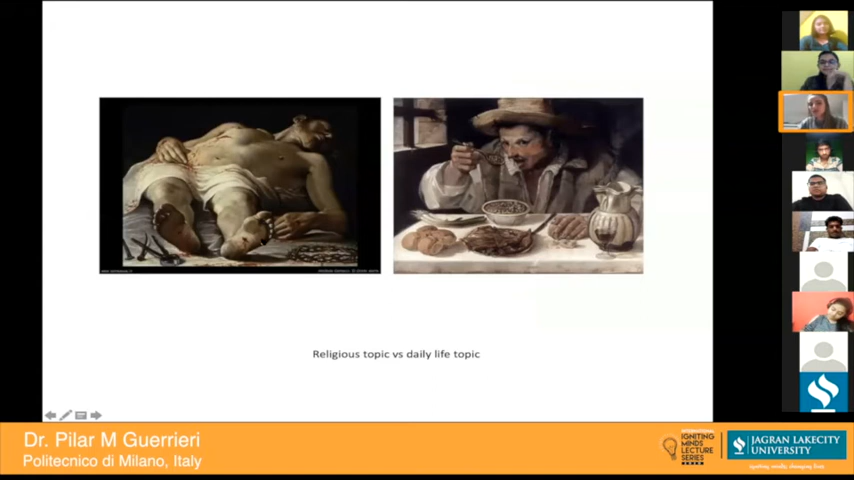 Religious topic vs daily life topic
Dr. Pilar M Guerrieri
Politecnico di Milano, Italy
INTERNATIONAL
IGNITING
MINDS
LECTURE
SERIES
JAGRAN LAKECITY
UNIVERSITY